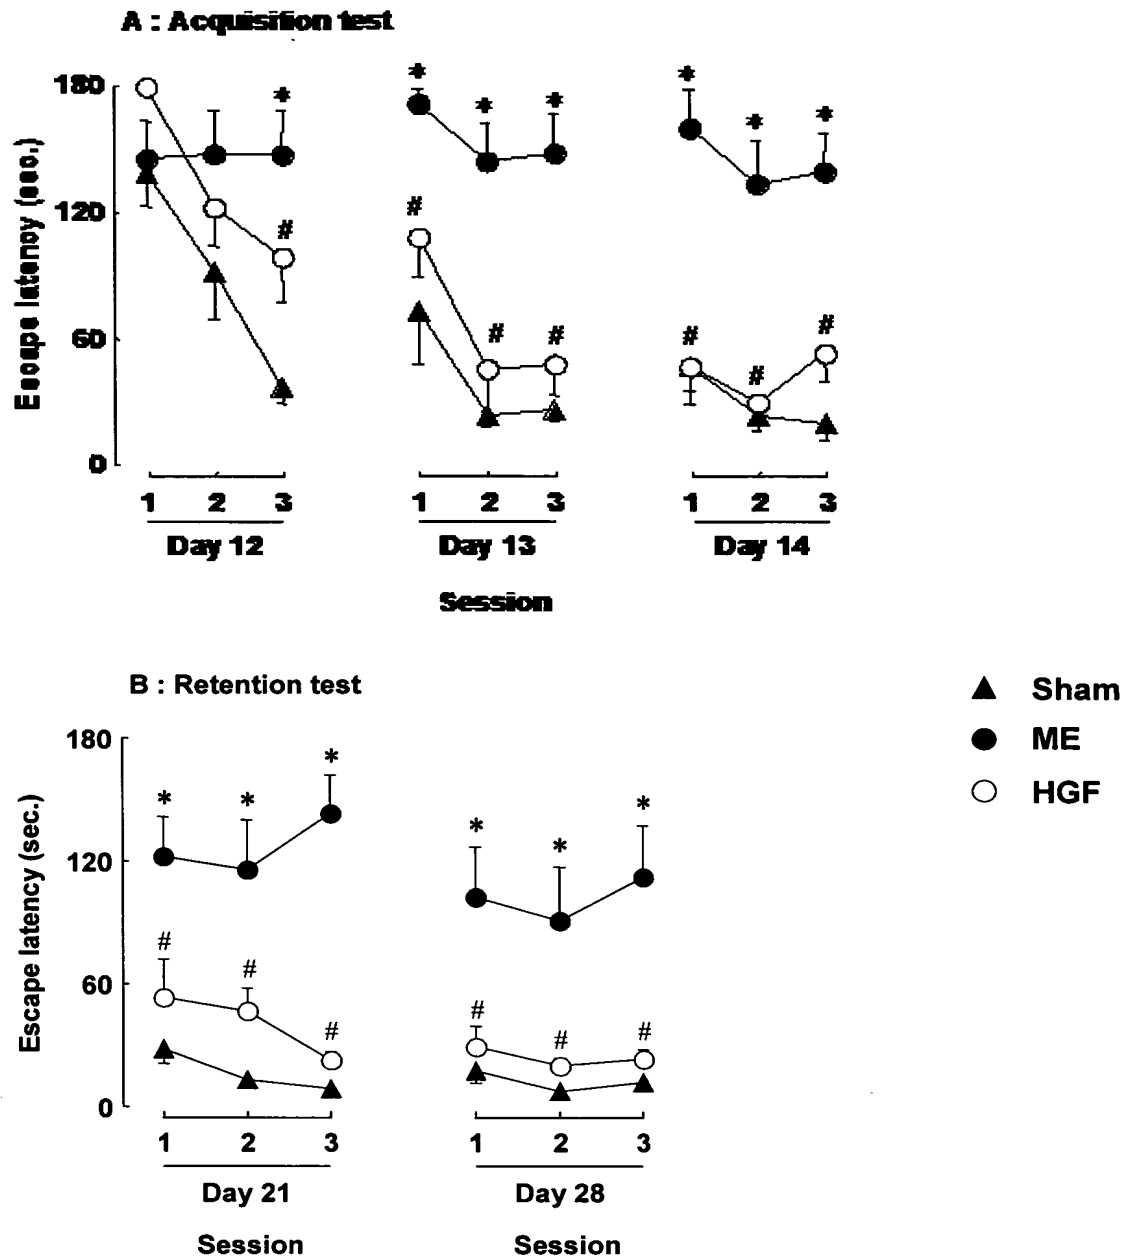 A : Acquisition test
Escape latency (sec.)
180
120
60
0
* * * * * * *
# # # # # # #
1 2 3 1 2 3 1 2 3
Day 12 Day 13 Day 14
Session
B : Retention test
Sham
ME
HGF
Escape latency (sec.)
180
120
60
0
* * * * * *
# # # # # #
1 2 3 1 2 3
Day 21 Day 28
Session Session